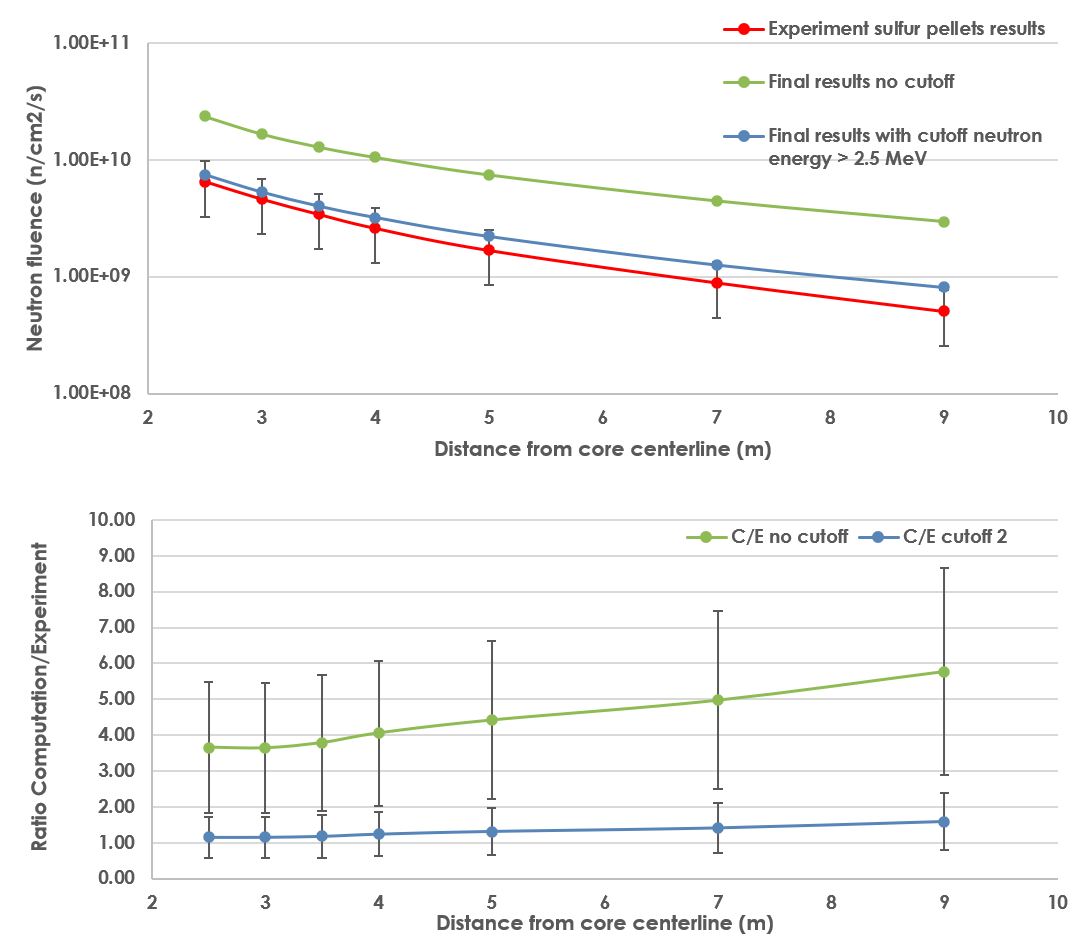 1.00E+11
1.00E+10
1.00E+09
1.00E+08
Neutron fluence (n/cm2/s)
Experiment sulfur pellets results
Final results no cutoff
Final results with cutoff neutron
energy > 2.5 MeV
2 3 4 5 6 7 8 9 10
Distance from core centerline (m)
10.00
9.00
8.00
7.00
6.00
5.00
4.00
3.00
2.00
1.00
0.00
Ratio Computation/Experiment
C/E no cutoff C/E cutoff 2
2 3 4 5 6 7 8 9 10
Distance from core centerline (m)